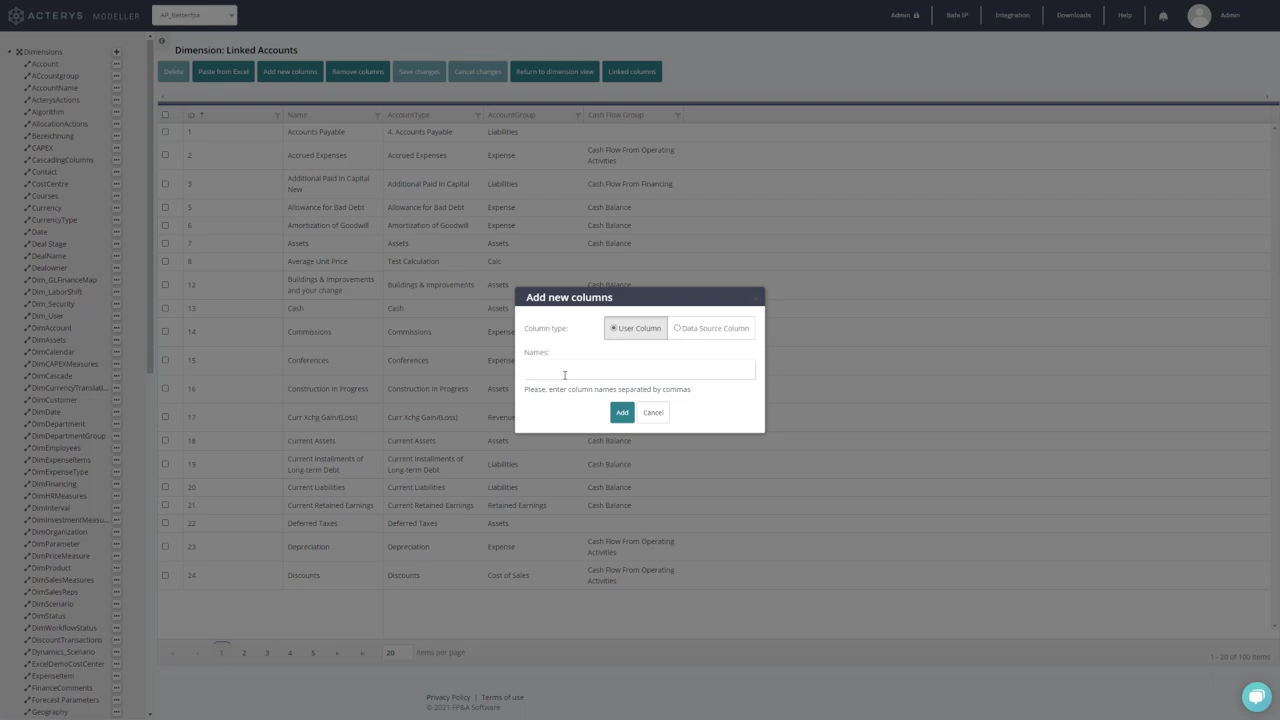 ACTERYS MODELLER
AP_Betterfpa
Admin
Safe IP
Integration
Downloads
Help
Admin
Dimensions
Account
ACcountgroup
AccountName
ActerysActions
Algorithm
AllocationActions
Bezeichnung
CAPEX
CascadingColumns
Contact
CostCentre
Courses
Currency
CurrencyType
Date
Deal Stage
DealName
Dealowner
Dim_GLFinanceMap
Dim_LaborShift
Dim_Security
Dim_User
DimAccount
DimAssets
DimCalendar
DimCAPEXMeasures
DimCascade
DimCurrencyTranslati...
DimCustomer
DimDate
DimDepartment
DimDepartmentGroup
DimEmployees
DimExpenseItems
DimExpenseType
DimFinancing
DimHRMeasures
DimInterval
DimInvestmentMeasu...
DimOrganization
DimParameter
DimPriceMeasure
DimProduct
DimSalesMeasures
DimSalesReps
DimScenario
DimStatus
DimWorkflowStatus
DiscountTransactions
Dynamics_Scenario
ExcelDemoCostCenter
ExpenseItem
FinanceComments
Forecast Parameters
Geography
Dimension: Linked Accounts
Delete
Paste from Excel
Add new columns
Remove columns
Save changes
Cancel changes
Return to dimension view
Linked columns
ID Name AccountType AccountGroup Cash Flow Group
1 Accounts Payable 4. Accounts Payable Liabilities
2 Accrued Expenses Accrued Expenses Expense Cash Flow From Operating
Activities
3 Additional Paid In Capital
New Additional Paid In Capital Liabilities Cash Flow From Financing
5 Allowance for Bad Debt Allowance for Bad Debt Expense Cash Balance
6 Amortization of Goodwill Amortization of Goodwill Expense Cash Balance
7 Assets Assets Assets Cash Balance
8 Average Unit Price Test Calculation Calc
12 Buildings & improvements
and your change Buildings & improvements Assets Cash Balance
13 Cash Cash Assets
14 Commissions Commissions Expense
15 Conferences Conferences Expense
16 Construction In Progress Construction In Progress Assets
17 Curr Xchg Gain/(Loss) Curr Xchg Gain/(Loss) Revenue
18 Current Assets Current Assets Assets Cash Balance
19 Current Installments of
Long-term Debt Current Installments of
Long-term Debt Liabilities Cash Balance
20 Current Liabilities Current Liabilities Liabilities Cash Balance
21 Current Retained Earnings Current Retained Earnings Retained Earnings Cash Balance
22 Deferred Taxes Deferred Taxes Assets
23 Depreciation Depreciation Expense Cash Flow From Operating
Activities
24 Discounts Discounts Cost of Sales Cash Flow From Operating
Activities
Add new columns
Column type: User Column Data Source Column
Names:
Please, enter column names separated by commas
Add Cancel
1 2 3 4 5 20 items per page
1 - 20 of 100 items
Privacy Policy | Terms of use
© 2021 FP&A Software